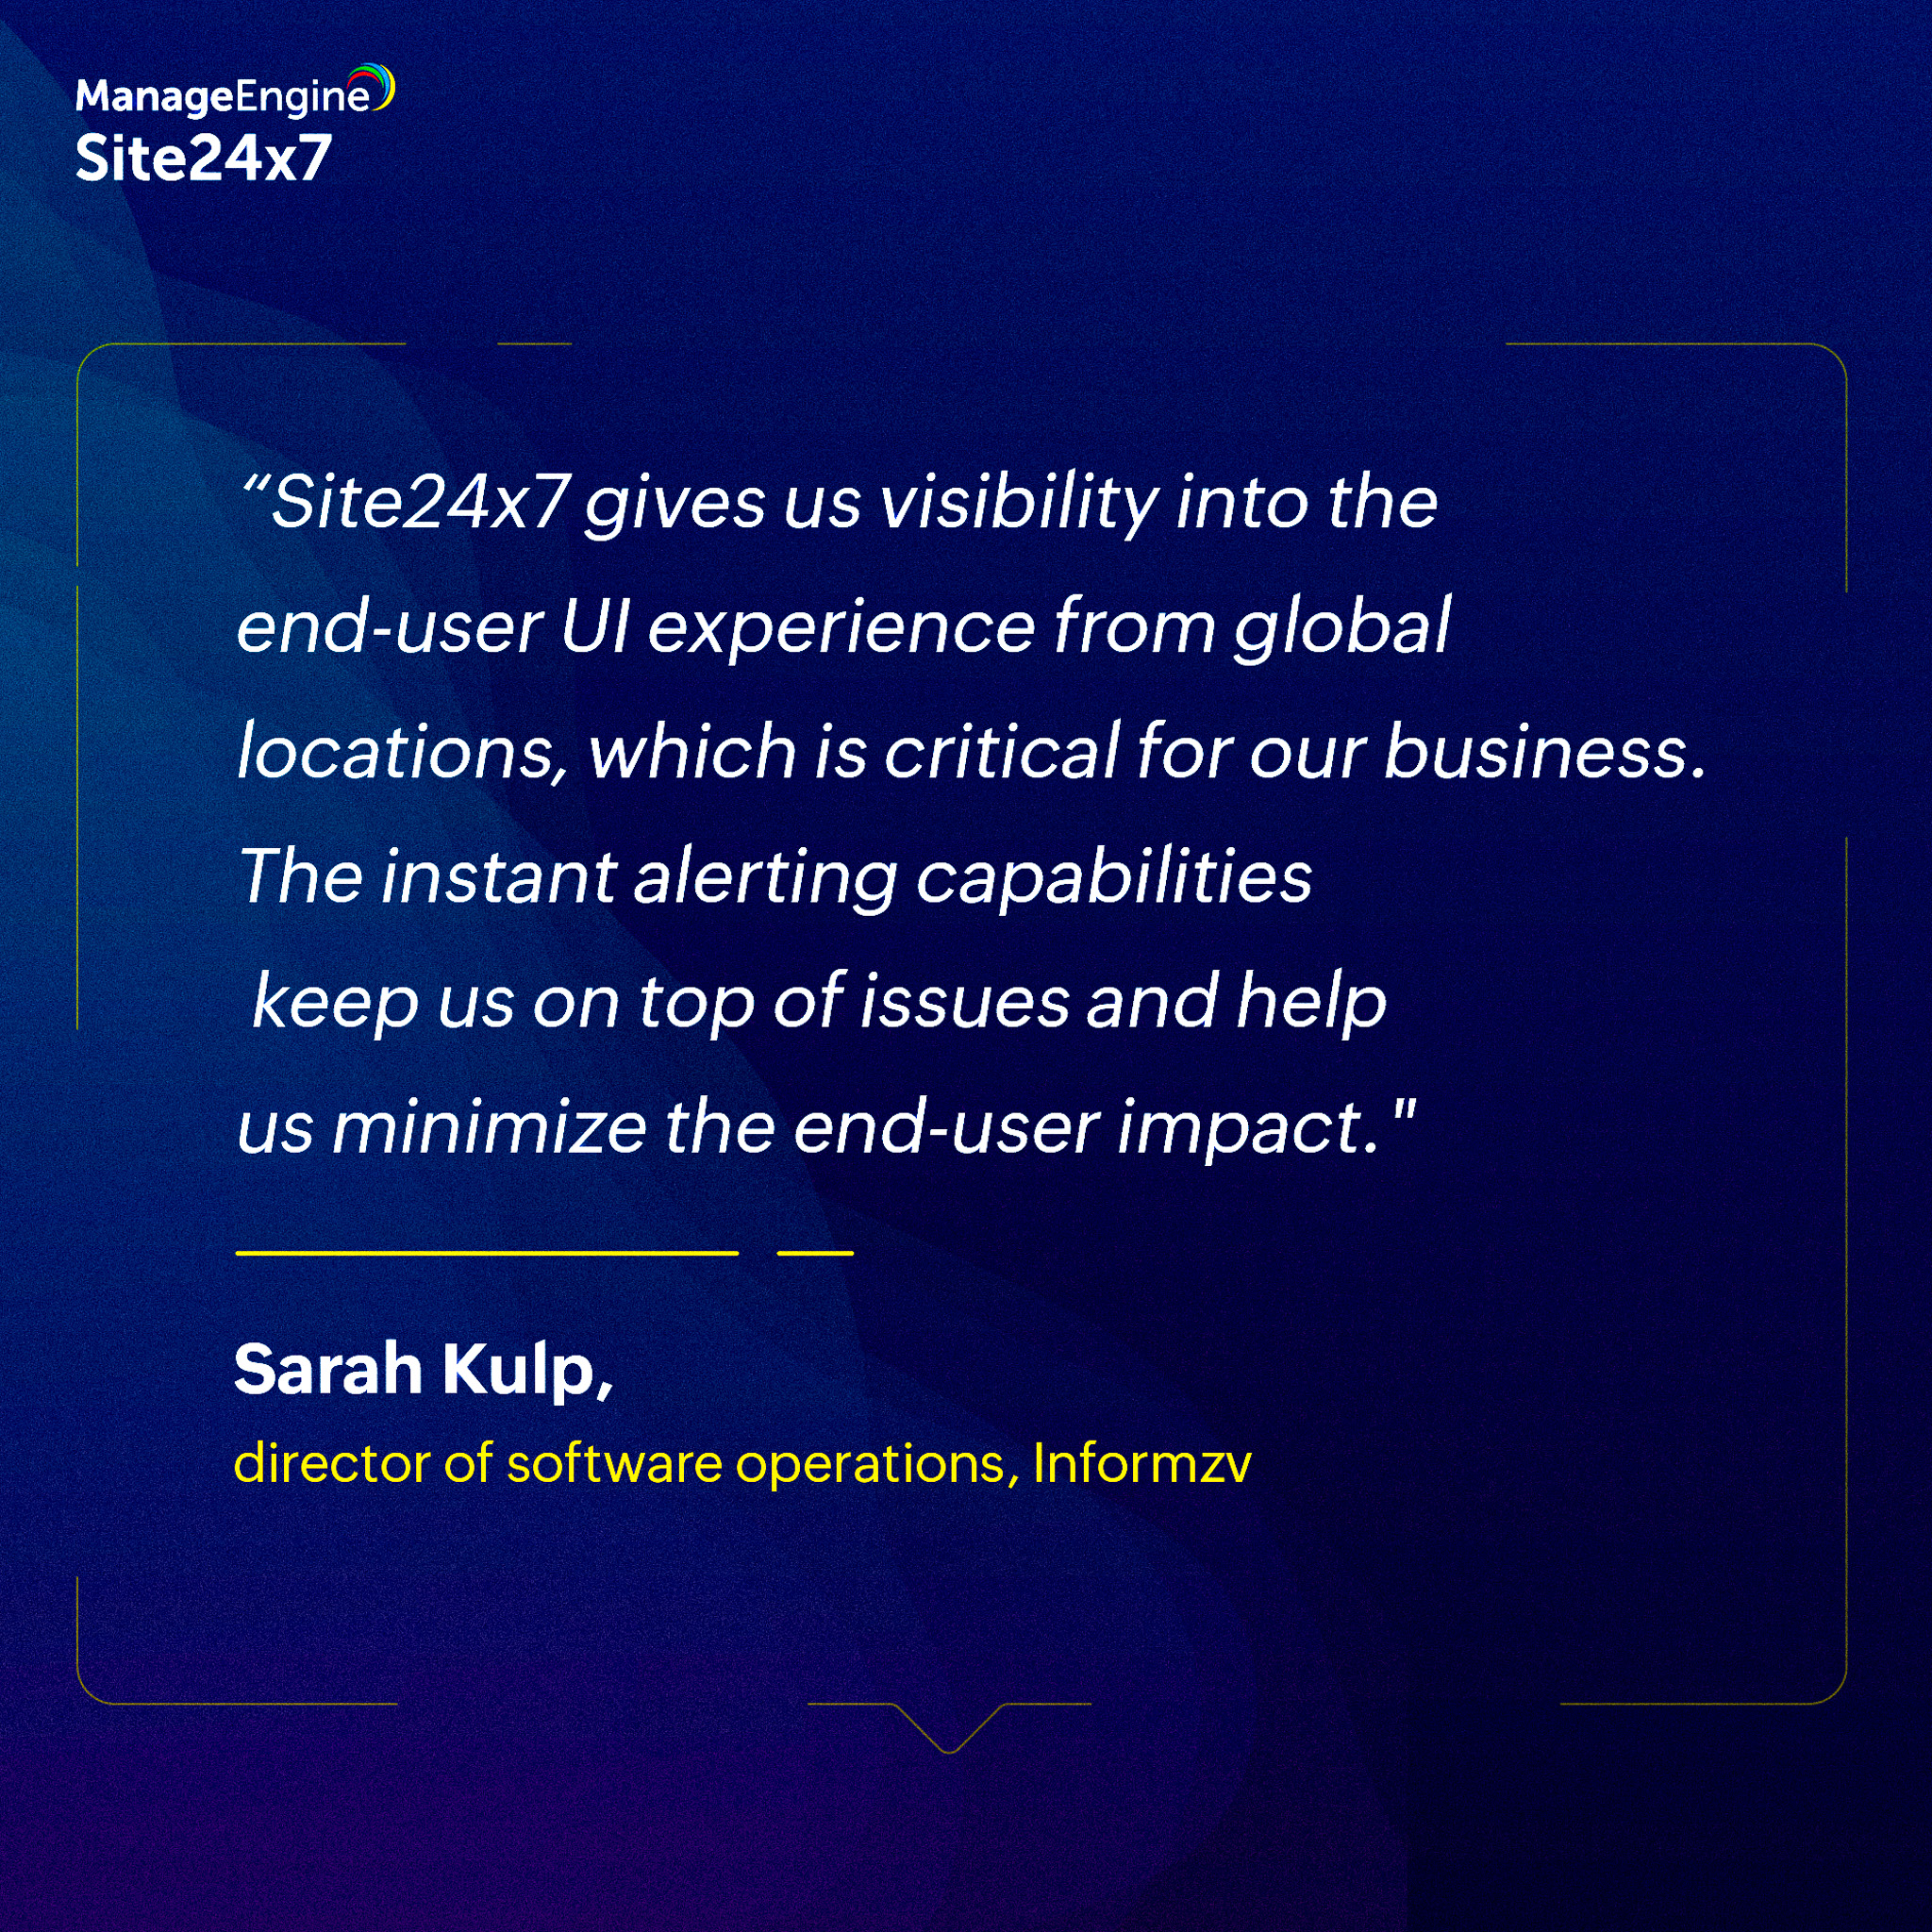 ManageEngine
Site24x7
“Site24x7 gives us visibility into the
end-user UI experience from global
locations, which is critical for our business.
The instant alerting capabilities
keep us on top of issues and help
us minimize the end-user impact."
Sarah Kulp,
director of software operations, Informzv